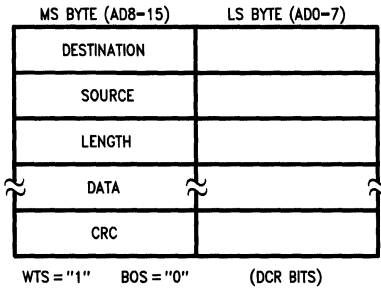 MS BYTE (AD8-15) LS BYTE (AD0-7)
DESTINATION
SOURCE
LENGTH
DATA
CRC
WTS = "1" BOS = "0" (DCR BITS)